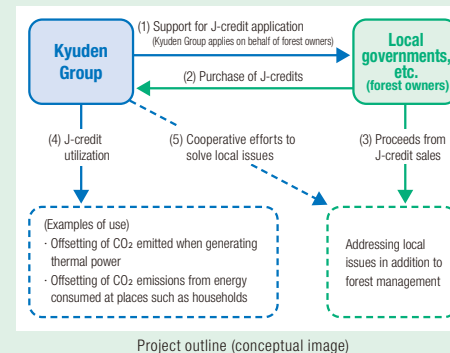 (1) Support for J-credit application
(Kyuden Group applies on behalf of forest owners)
Kyuden
Group
Local
governments,
etc.
(forest owners)
(2) Purchase of J-credits
(4) J-credit
utilization
(5) Cooperative efforts to
solve local issues
(3) Proceeds from
J-credit sales
(Examples of use)
· Offsetting of CO₂ emitted when generating
thermal power
· Offsetting of CO₂ emissions from energy
consumed at places such as households
Addressing local
issues in addition to
forest management
Project outline (conceptual image)